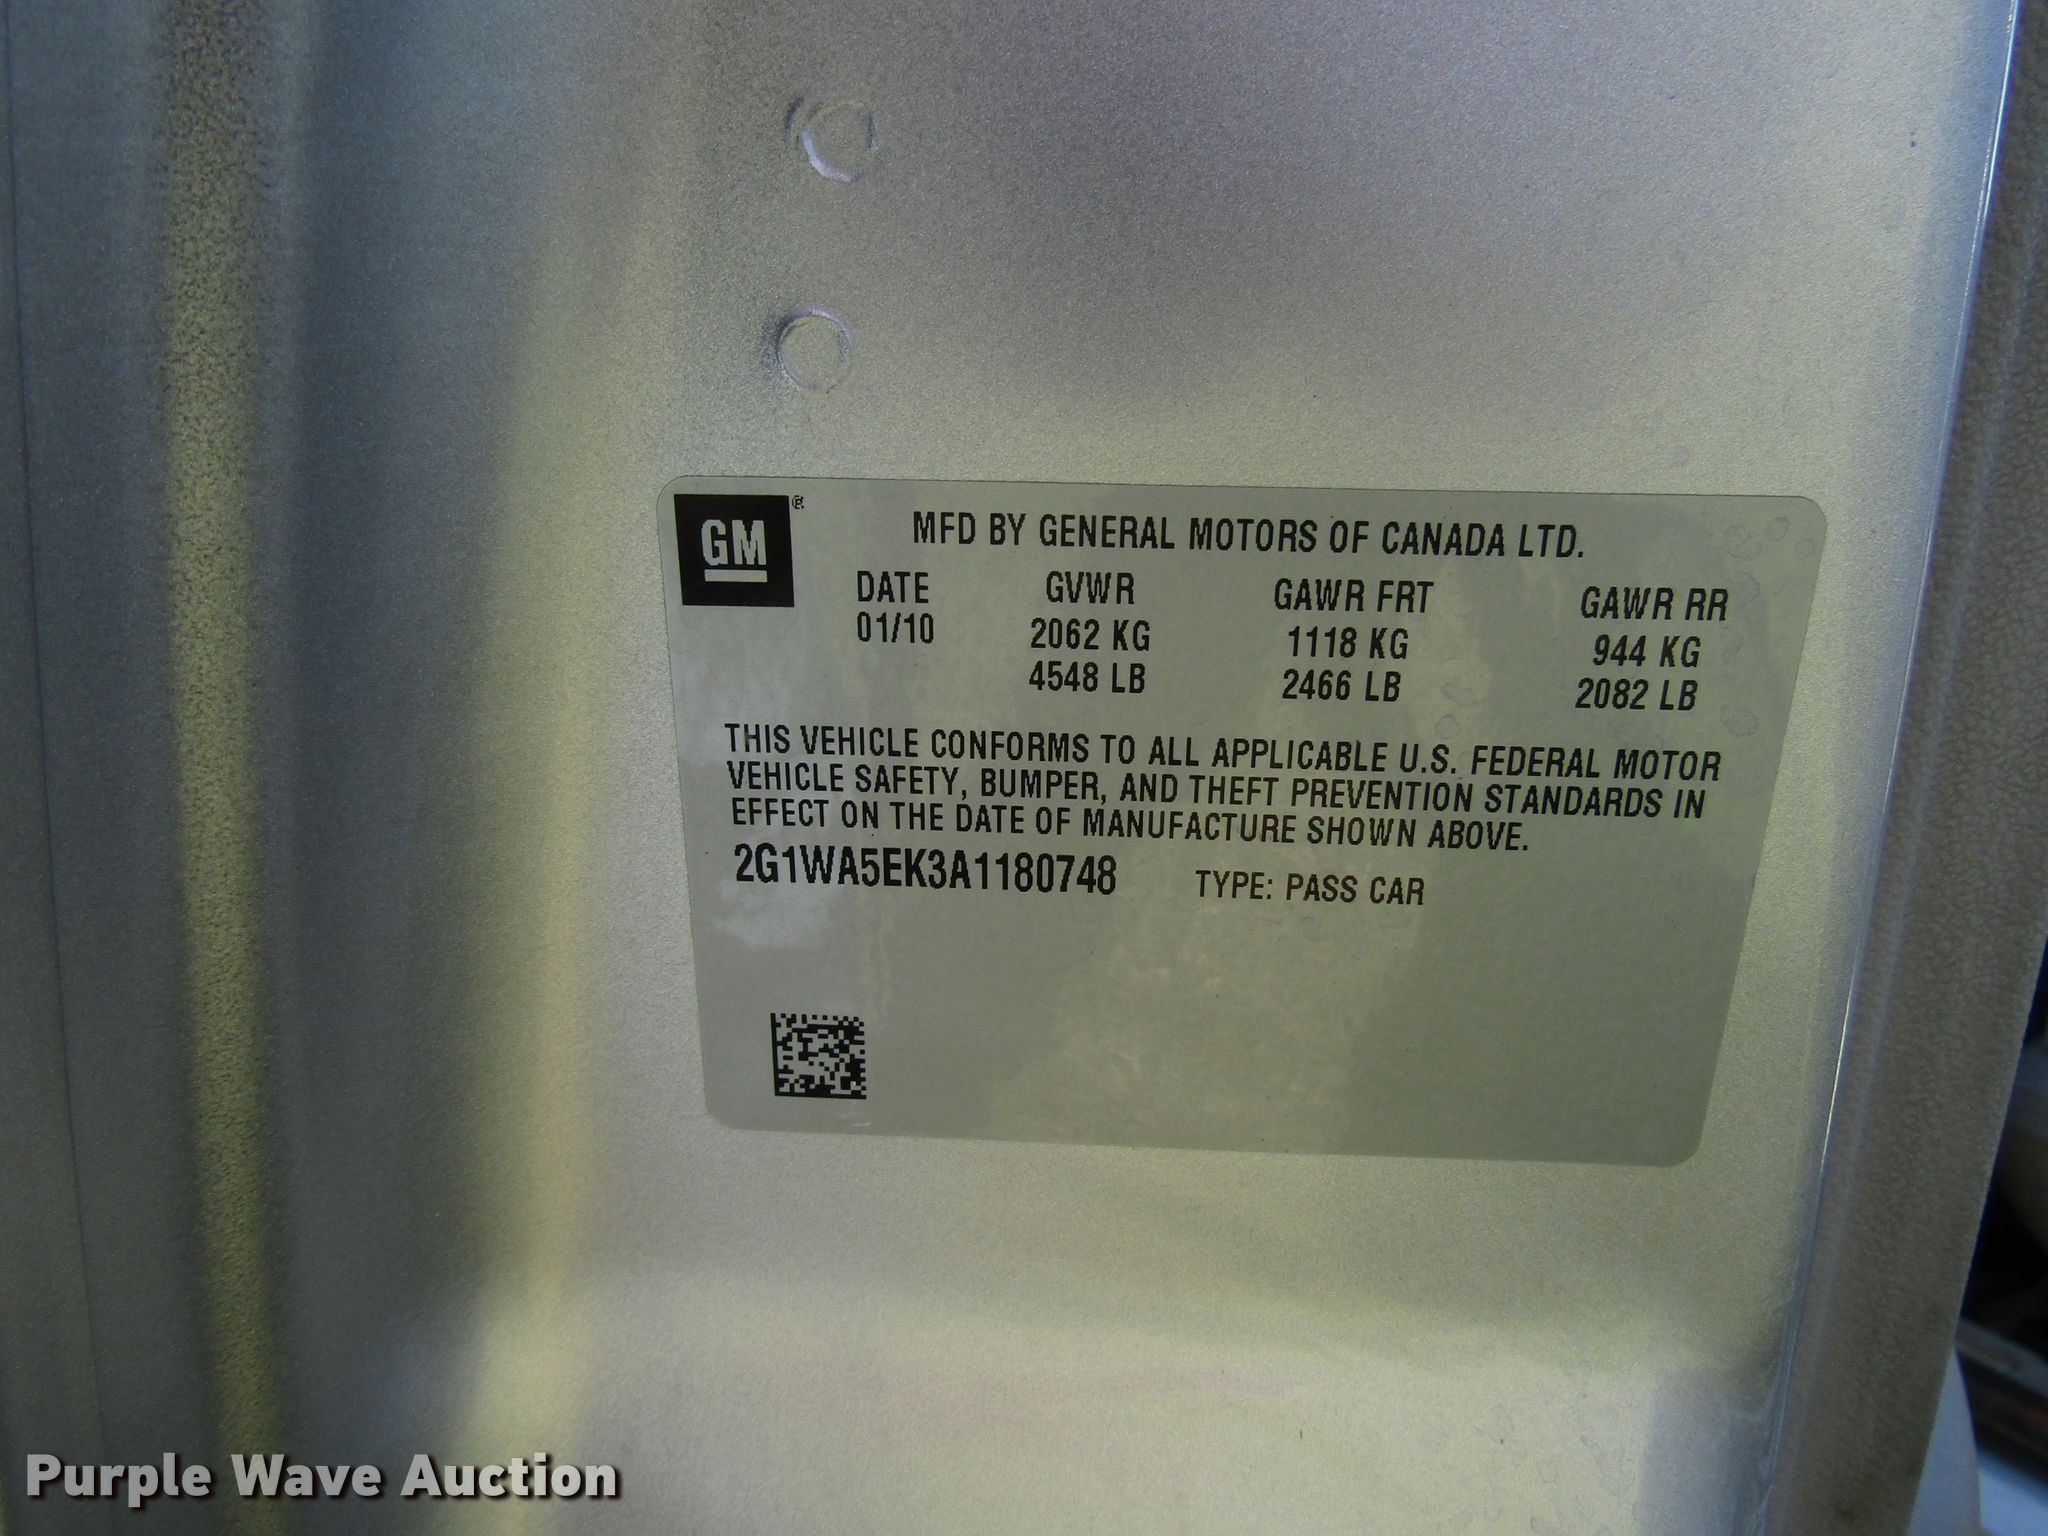 GM®
MFD BY GENERAL MOTORS OF CANADA LTD.
DATE GVWR GAWR FRT GAWR RR
01/10 2062 KG 1118 KG 944 KG
4548 LB 2466 LB 2082 LB
THIS VEHICLE CONFORMS TO ALL APPLICABLE U.S. FEDERAL MOTOR
VEHICLE SAFETY, BUMPER, AND THEFT PREVENTION STANDARDS IN
EFFECT ON THE DATE OF MANUFACTURE SHOWN ABOVE.
2G1WA5EK3A1180748 TYPE: PASS CAR
Purple Wave Auction